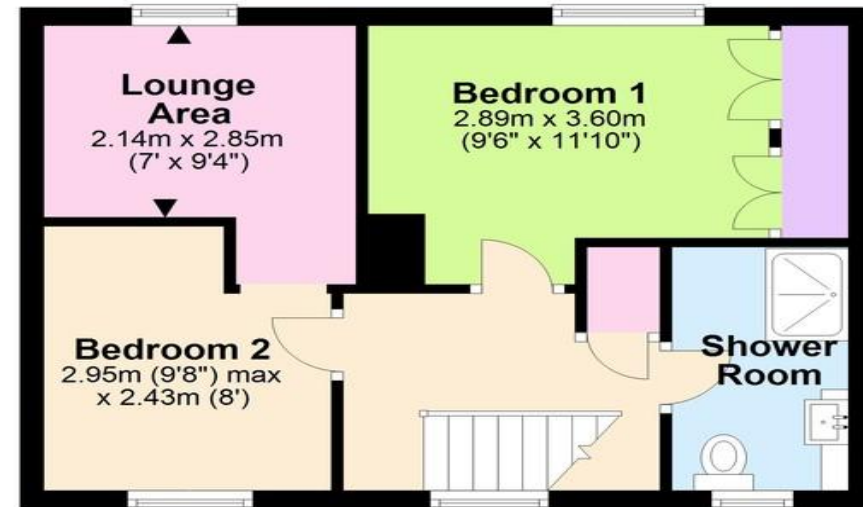 Lounge
Area
2.14m x 2.85m
(7' x 9'4")
Bedroom 1
2.89m x 3.60m
(9'6" x 11'10")
Bedroom 2
2.95m (9'8") max
x 2.43m (8')
Shower
Room